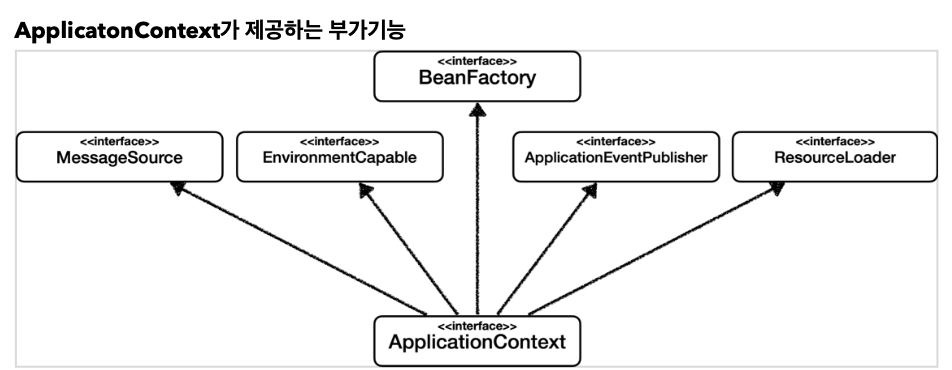 ApplicatonContext가 제공하는 부가기능
<<interface>>
BeanFactory
<<interface>>
MessageSource
<<interface>>
EnvironmentCapable
<<interface>>
ApplicationEventPublisher
<<interface>>
ResourceLoader
<<interface>>
ApplicationContext